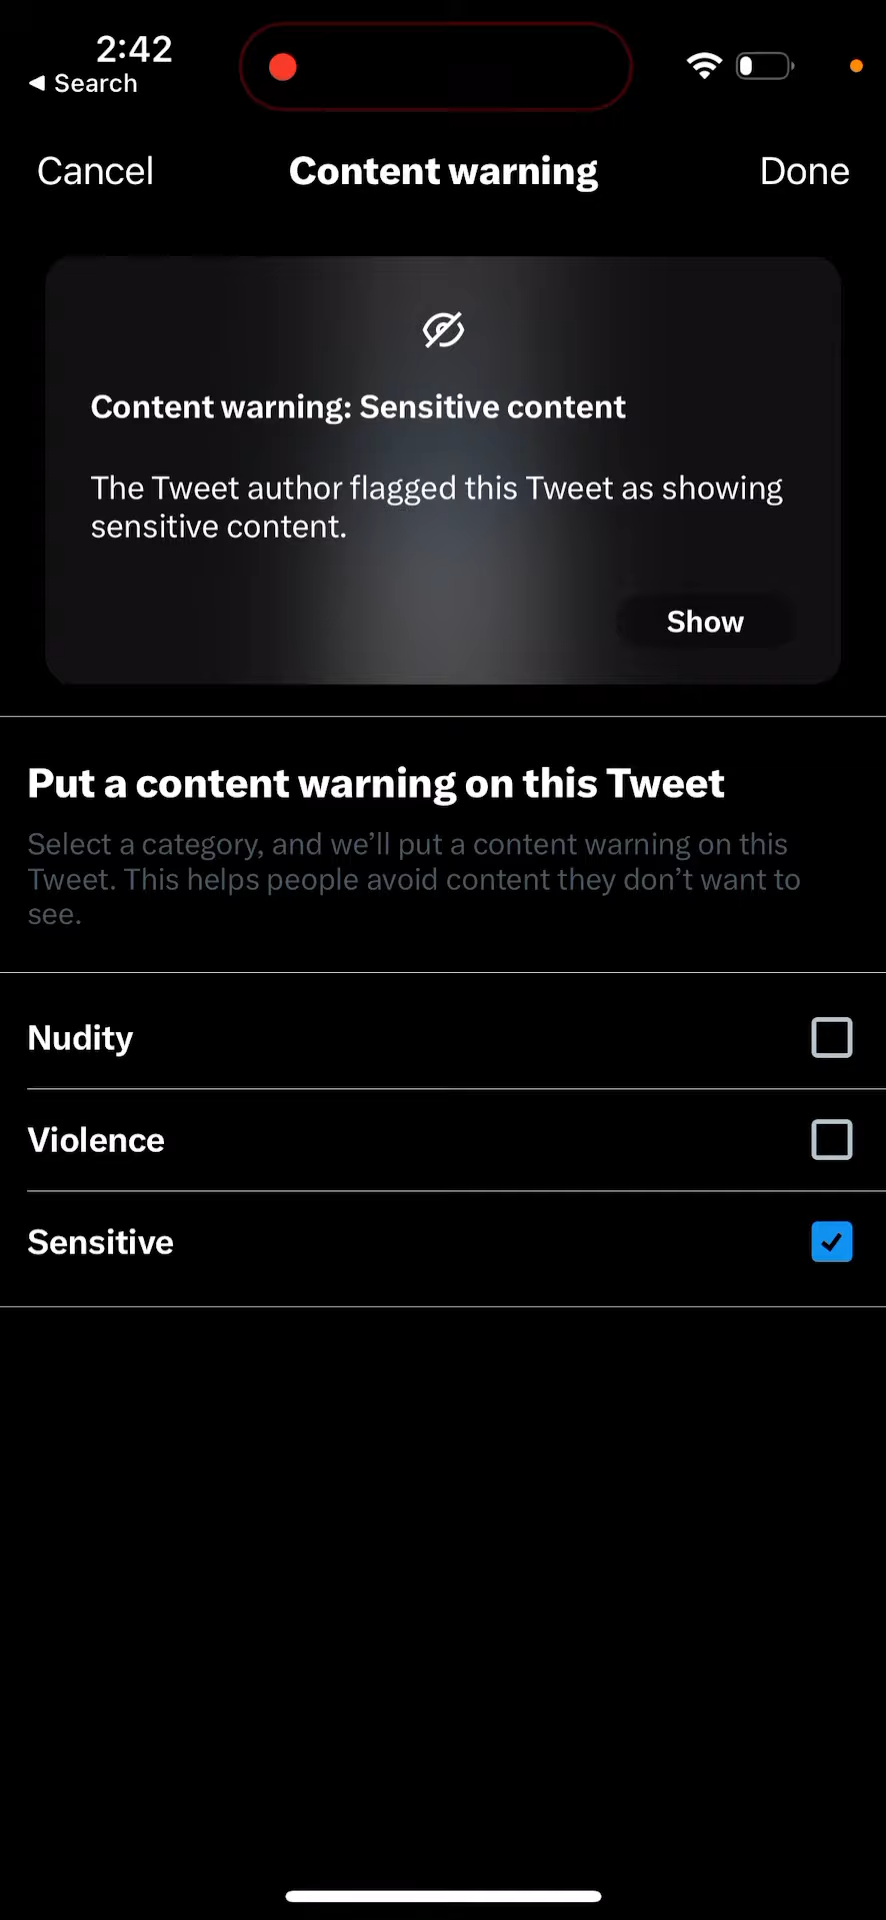 2:42
◀ Search
Cancel
Content warning
Done
Content warning: Sensitive content
The Tweet author flagged this Tweet as showing
sensitive content.
Show
Put a content warning on this Tweet
Select a category, and we’ll put a content warning on this
Tweet. This helps people avoid content they don’t want to
see.
Nudity
Violence
Sensitive